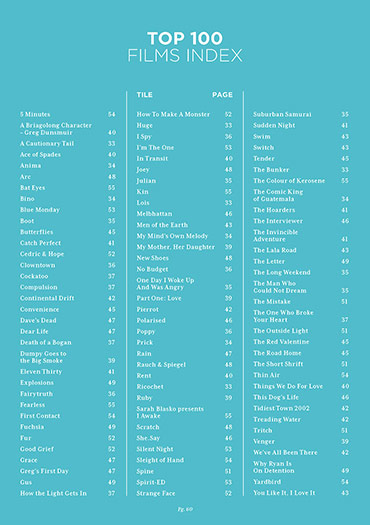 TOP 100
FILMS INDEX
TILE PAGE
5 Minutes 54
A Briagolong Character
– Greg Dunsmuir 40
A Cautionary Tail 33
Ace of Spades 40
Anima 34
Arc 48
Bat Eyes 55
Bino 34
Blue Monday 53
Boot 35
Butterflies 45
Catch Perfect 41
Cedric & Hope 52
Clowntown 36
Cockatoo 37
Compulsion 37
Continental Drift 42
Convenience 45
Dave's Dead 47
Dear Life 47
Death of a Bogan 37
Dumpy Goes to
the Big Smoke 39
Eleven Thirty 41
Explosions 49
Fairytruth 36
Fearless 55
First Contact 54
Fuchsia 49
Fur 52
Good Grief 52
Grace 47
Greg's First Day 47
Gus 49
How the Light Gets In 37
How To Make A Monster 52
Huge 33
I Spy 36
I'm The One 53
In Transit 40
Joey 48
Julian 35
Kin 55
Lois 33
Melbhattan 46
Men of the Earth 43
My Mind's Own Melody 34
My Mother, Her Daughter 39
New Shoes 48
No Budget 36
One Day I Woke Up
And Was Angry 35
Part One: Love 39
Pierrot 42
Polarised 46
Poppy 36
Prick 34
Rain 47
Rauch & Spiegel 48
Rent 40
Ricochet 33
Ruby 39
Sarah Blasko presents
I Awake 55
Scratch 48
She.Say 46
Silent Night 53
Sleight of Hand 54
Spine 51
Spirit-ED 53
Strange Face 52
Suburban Samurai 35
Sudden Night 41
Swim 43
Switch 43
Tender 45
The Bunker 33
The Colour of Kerosene 55
The Comic King
of Guatemala 34
The Hoarders 41
The Interviewer 46
The Invincible
Adventure 41
The Lala Road 43
The Letter 49
The Long Weekend 35
The Man Who
Could Not Dream 35
The Mistake 51
The One Who Broke
Your Heart 37
The Outside Light 51
The Red Valentine 45
The Road Home 45
The Short Shrift 51
Thin Air 54
Things We Do For Love 40
This Dog's Life 46
Tidiest Town 2002 42
Treading Water 42
Tritch 51
Venger 39
We've All Been There 42
Why Ryan Is
On Detention 49
Yardbird 54
You Like It, I Love It 43
Pg. 60